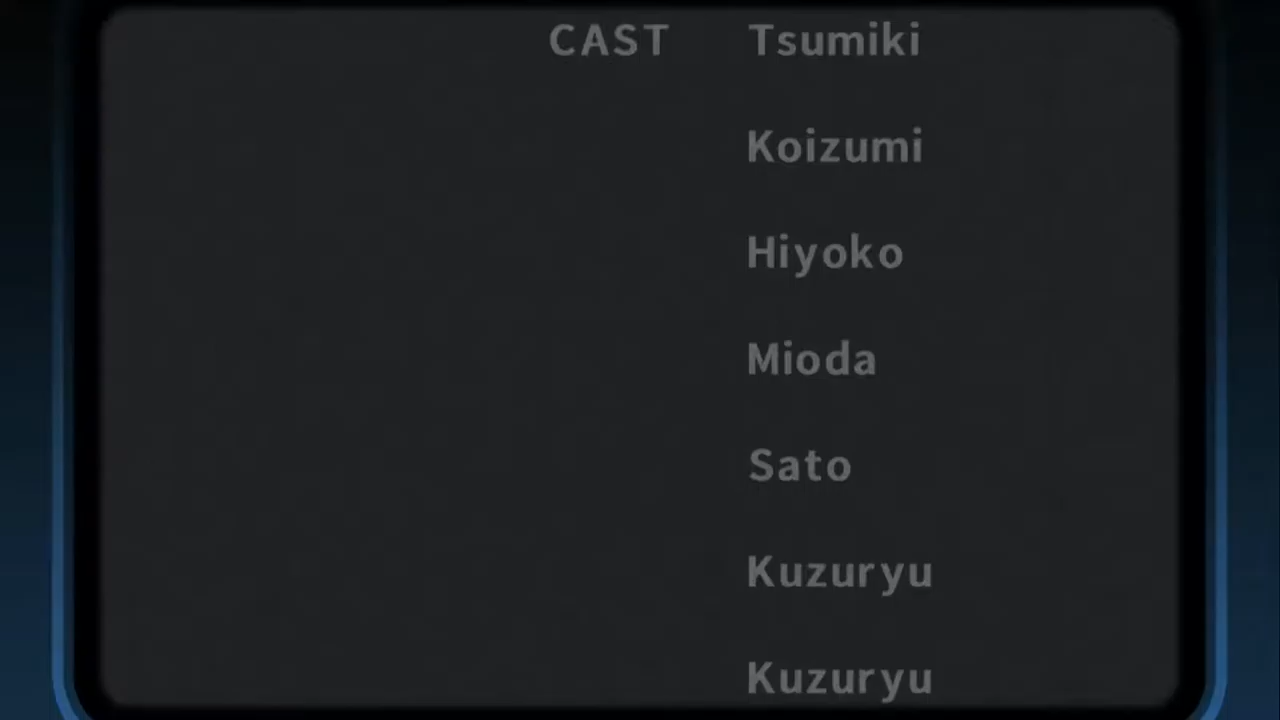 CAST Tsumiki
Koizumi
Hiyoko
Mioda
Sato
Kuzuryu
Kuzuryu